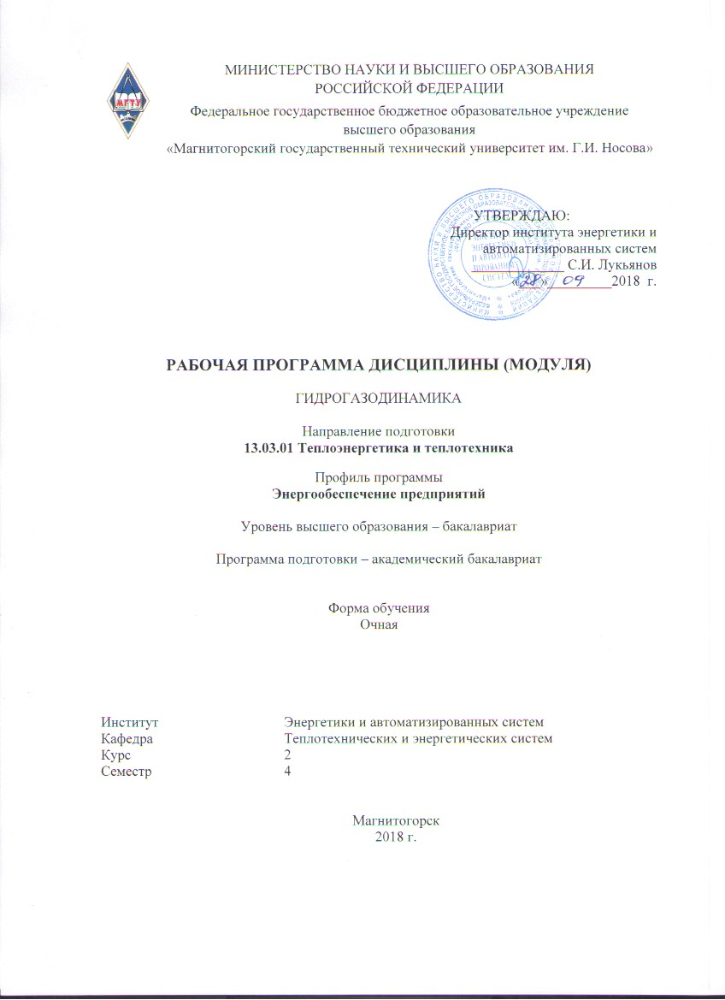 МИНИСТЕРСТВО НАУКИ И ВЫСШЕГО ОБРАЗОВАНИЯ
РОССИЙСКОЙ ФЕДЕРАЦИИ
Федеральное государственное бюджетное образовательное учреждение
высшего образования
«Магнитогорский государственный технический университет им. Г.И. Носова»
МГТУ
УТВЕРЖДАЮ:
Директор института энергетики и
автоматизированных систем
С.И. Лукьянов
«28» 09 2018 г.
РАБОЧАЯ ПРОГРАММА ДИСЦИПЛИНЫ (МОДУЛЯ)
ГИДРОГАЗОДИНАМИКА
Направление подготовки
13.03.01 Теплоэнергетика и теплотехника
Профиль программы
Энергообеспечение предприятий
Уровень высшего образования – бакалавриат
Программа подготовки – академический бакалавриат
Форма обучения
Очная
Институт Энергетики и автоматизированных систем
Кафедра Теплотехнических и энергетических систем
Курс 2
Семестр 4
Магнитогорск
2018 г.